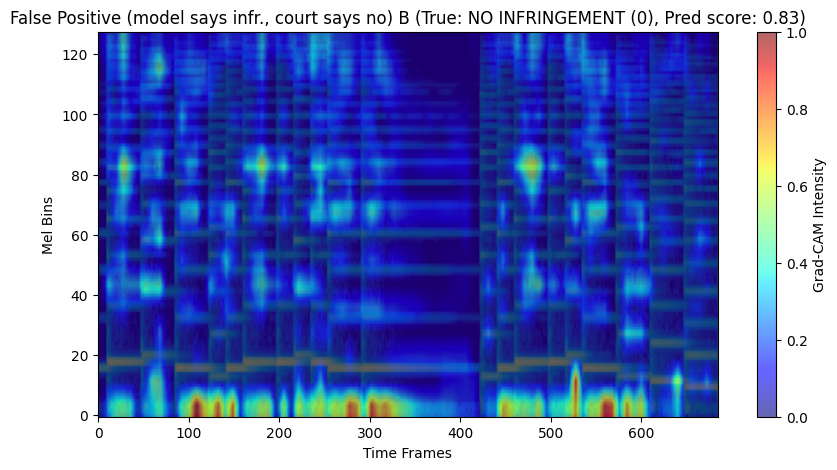 False Positive (model says infr., court says no) B (True: NO INFRINGEMENT (0), Pred score: 0.83)
Mel Bins
120
100
80
60
40
20
0
0 100 200 300 400 500 600
Time Frames
1.0
0.8
0.6
0.4
0.2
0.0
Grad-CAM Intensity